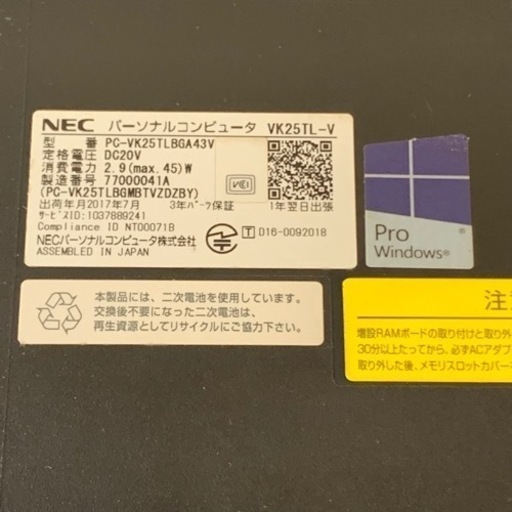 NEC パーソナルコンピュータ VK25TL-V
型 番 PC-VK25TLBGA43V
定格電圧 DC20V
消費電力 2.9(max.45)W
製造番号 77000041A
(PC-VK25TLBGMBTVZDZBY)
出荷年月2017年7月 3年パーツ保証 1年翌日出張
サービスID:1037889241
Compliance ID NT00071B
NECパーソナルコンピュータ株式会社
ASSEMBLED IN JAPAN
T D16-0092018
VCCI
Pro
Windows®
本製品には、二次電池を使用しています。
交換後不要になった二次電池は、
再生資源としてリサイクルにご協力下さい。
注
増設RAMボードの取り付けと取り外
30分以上たってから、必ずACアダプ
取り外した後、メモリスロットカバー